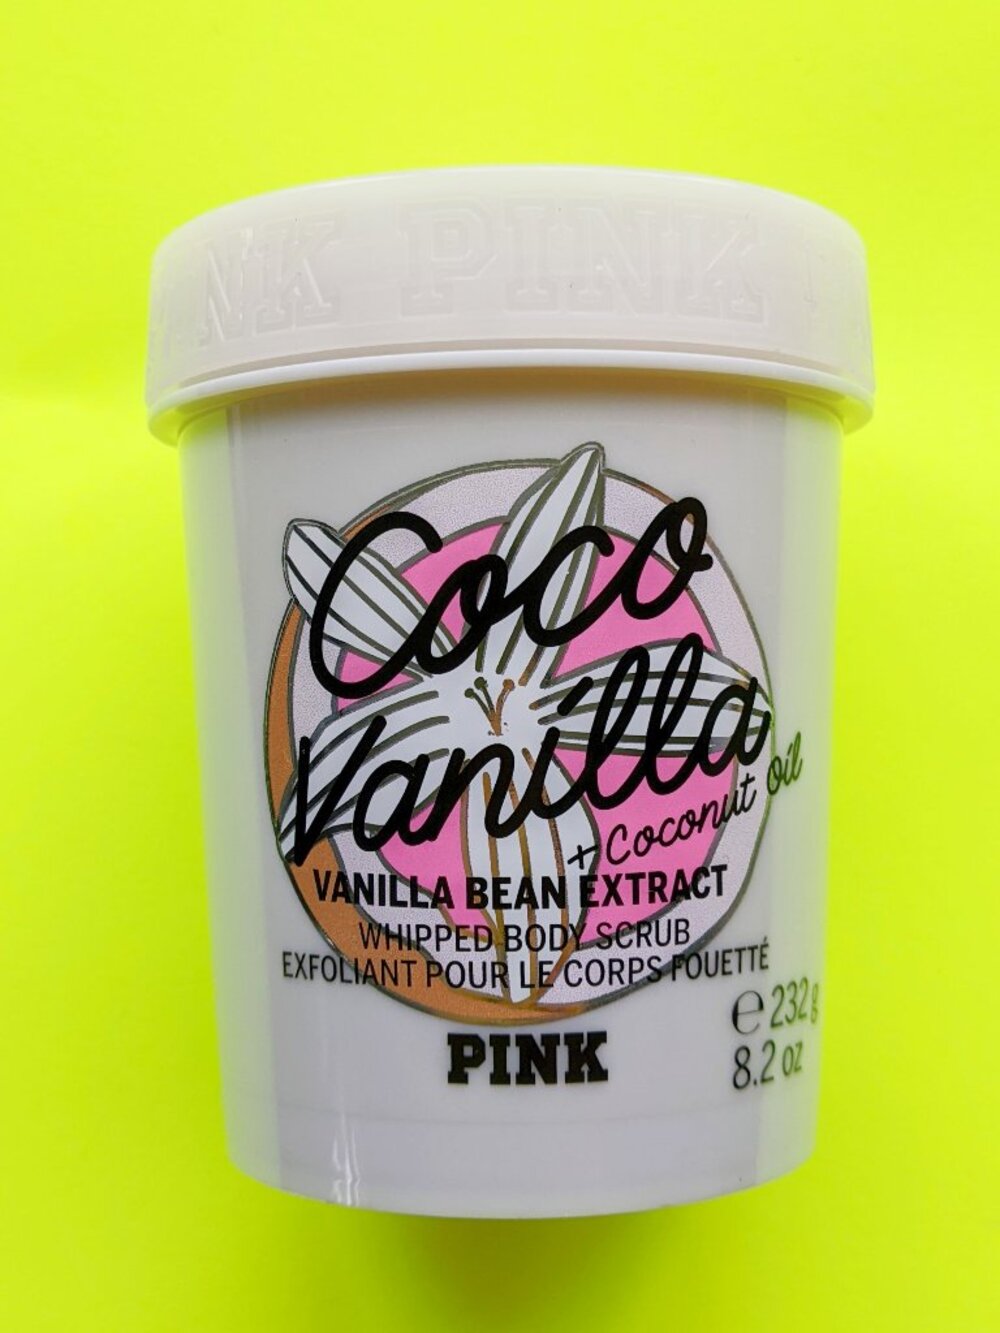 PINK PINK
Coco
Vanilla
+ Coconut oil
VANILLA BEAN EXTRACT
WHIPPED BODY SCRUB
EXFOLIANT POUR LE CORPS FOUETTÉ
e 232 g
8.2 oz
PINK